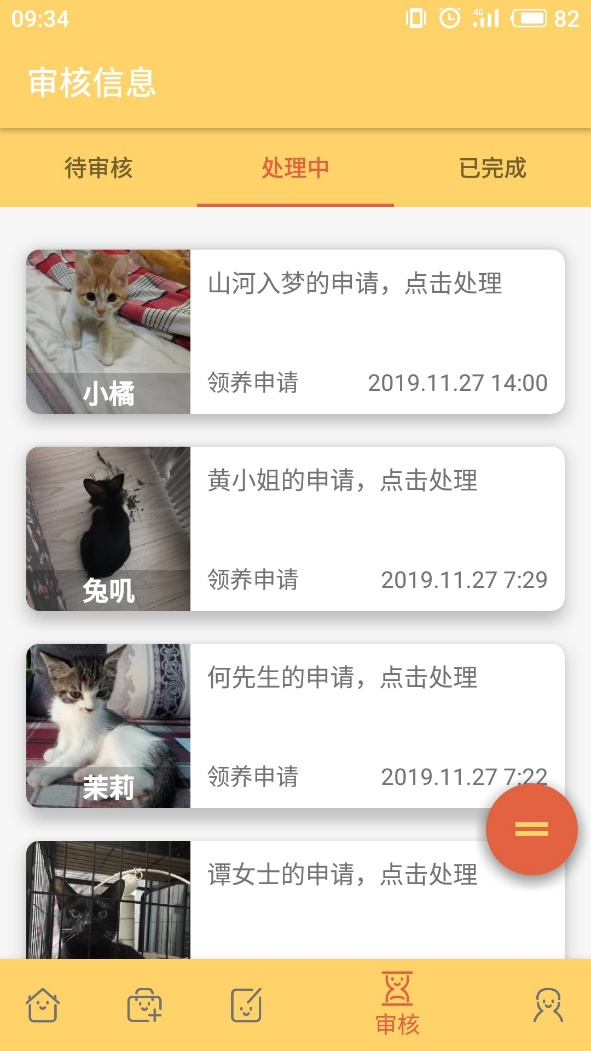 09:34
4G
82
审核信息
待审核
处理中
已完成
山河入梦的申请，点击处理
小橘
领养申请
2019.11.27 14:00
黄小姐的申请，点击处理
兔叽
领养申请
2019.11.27 7:29
何先生的申请，点击处理
茉莉
领养申请
2019.11.27 7:22
谭女士的申请，点击处理
审核